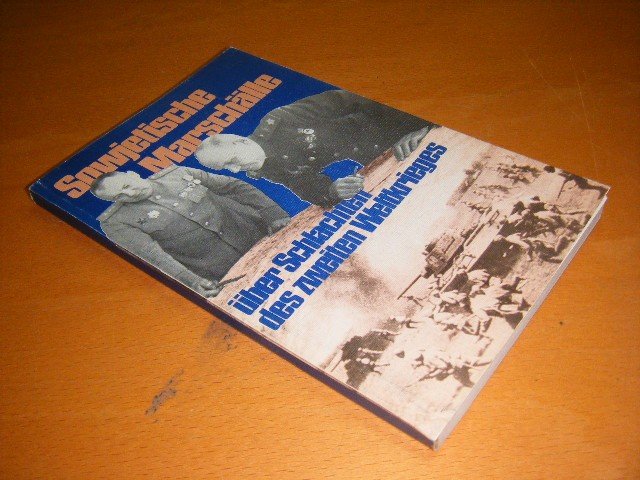 Sowjetische
Marschälle
über Schlachten
des zweiten Weltkrieges